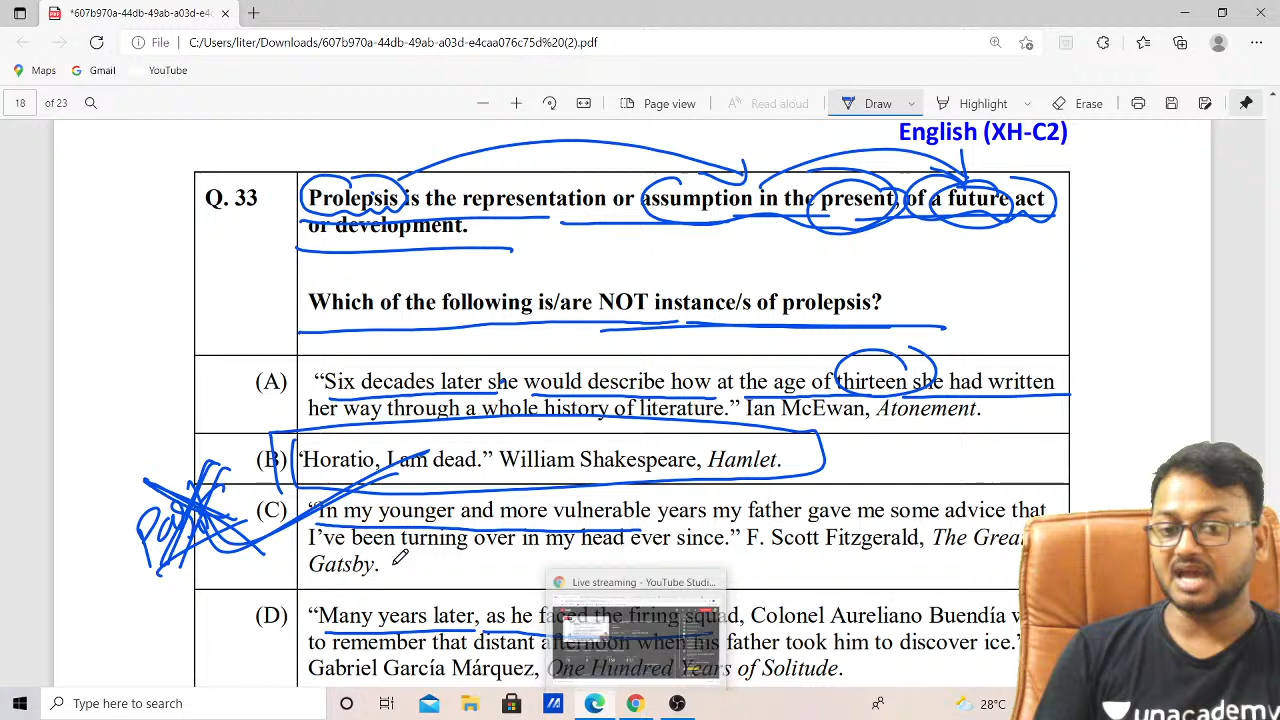 *607b970a-44db-49ab-a03d-e4c
File
C:/Users/liter/Downloads/607b970a-44db-49ab-a03d-e4caa076c75d%20(2).pdf
Maps
Gmail
YouTube
18 of 23
Page view
Read aloud
Draw
Highlight
Erase
English (XH-C2)
Q. 33
Prolepsis is the representation or assumption in the present, of a future act
or development.
Which of the following is/are NOT instance/s of prolepsis?
(A) “Six decades later she would describe how at the age of thirteen she had written
her way through a whole history of literature.” Ian McEwan, Atonement.
(B) “Horatio, I am dead.” William Shakespeare, Hamlet.
(C) “In my younger and more vulnerable years my father gave me some advice that
I’ve been turning over in my head ever since.” F. Scott Fitzgerald, The Great
Gatsby.
Live streaming - YouTube Studi...
(D) “Many years later, as he faced the firing squad, Colonel Aureliano Buendía
to remember that distant afternoon when his father took him to discover ice.”
Gabriel García Márquez, One Hundred Years of Solitude.
Type here to search
28°C
unacademy